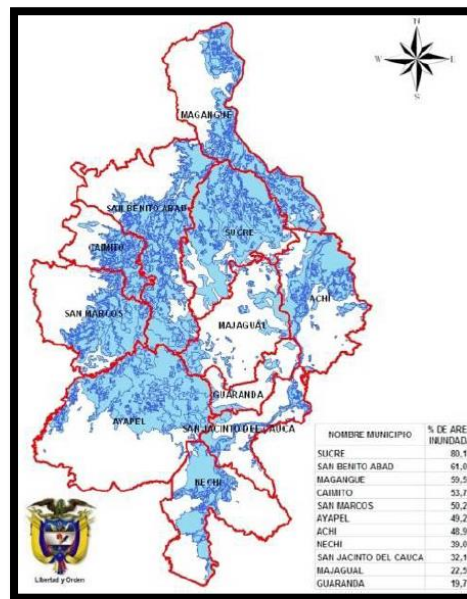 N
W E
S
MAGANGUE
SAN BENITO ABAD
SUCRE
CAIMITO
ACHI
SAN MARCOS
MAJAGUAL
GUARANDA
AYAPEL
SAN JACINTO DEL CAUCA
NECHI
NOMBRE MUNICIPIO % DE AREA
INUNDADA
SUCRE 80,1
SAN BENITO ABAD 61,0
MAGANGUE 59,5
CAIMITO 53,7
SAN MARCOS 50,2
AYAPEL 49,2
ACHI 48,9
NECHI 39,0
SAN JACINTO DEL CAUCA 32,1
MAJAGUAL 22,5
GUARANDA 19,7
Libertad y Orden